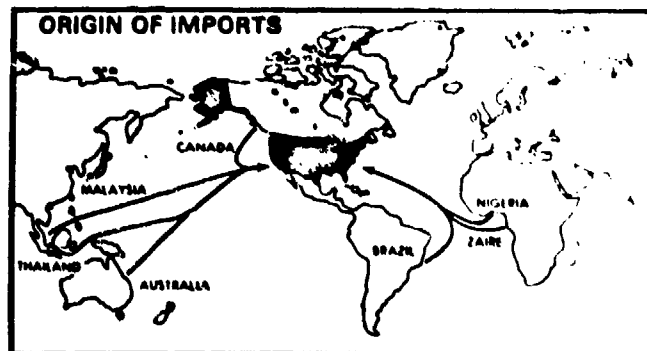 ORIGIN OF IMPORTS
CANADA
MALAYSIA
NIGERIA
THAILAND
BRAZIL
ZAIRE
AUSTRALIA